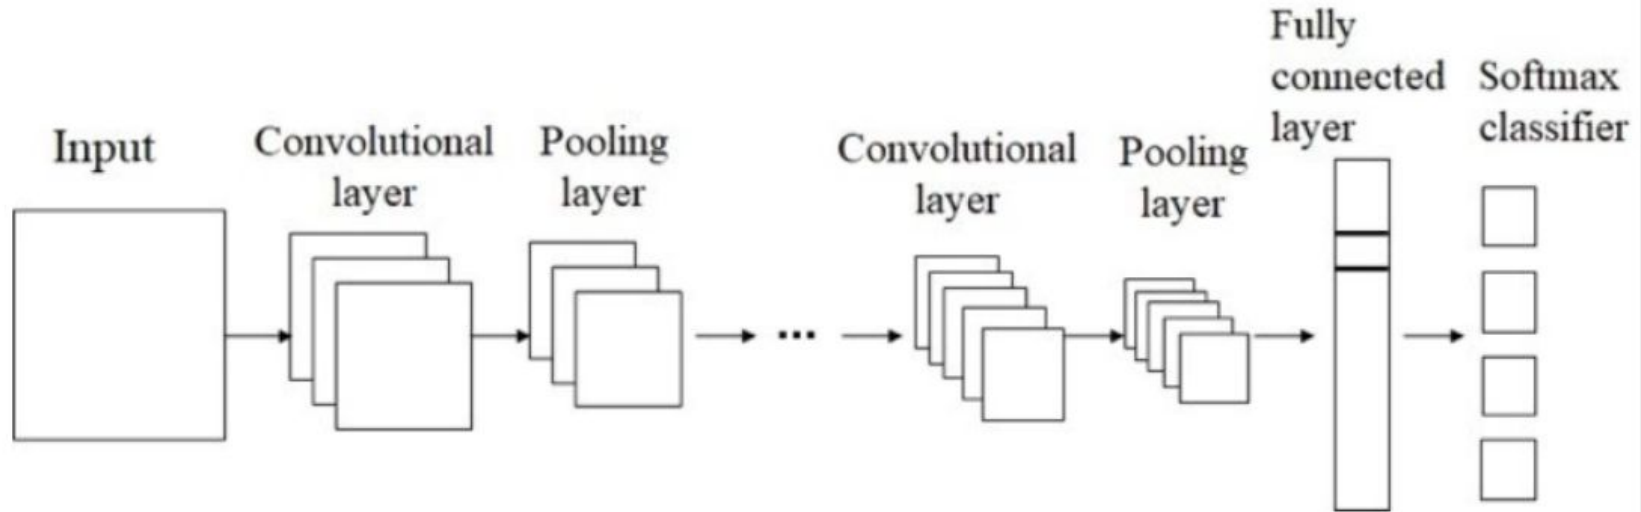 Input
Convolutional
layer
Pooling
layer
...
Convolutional
layer
Pooling
layer
Fully
connected
layer
Softmax
classifier